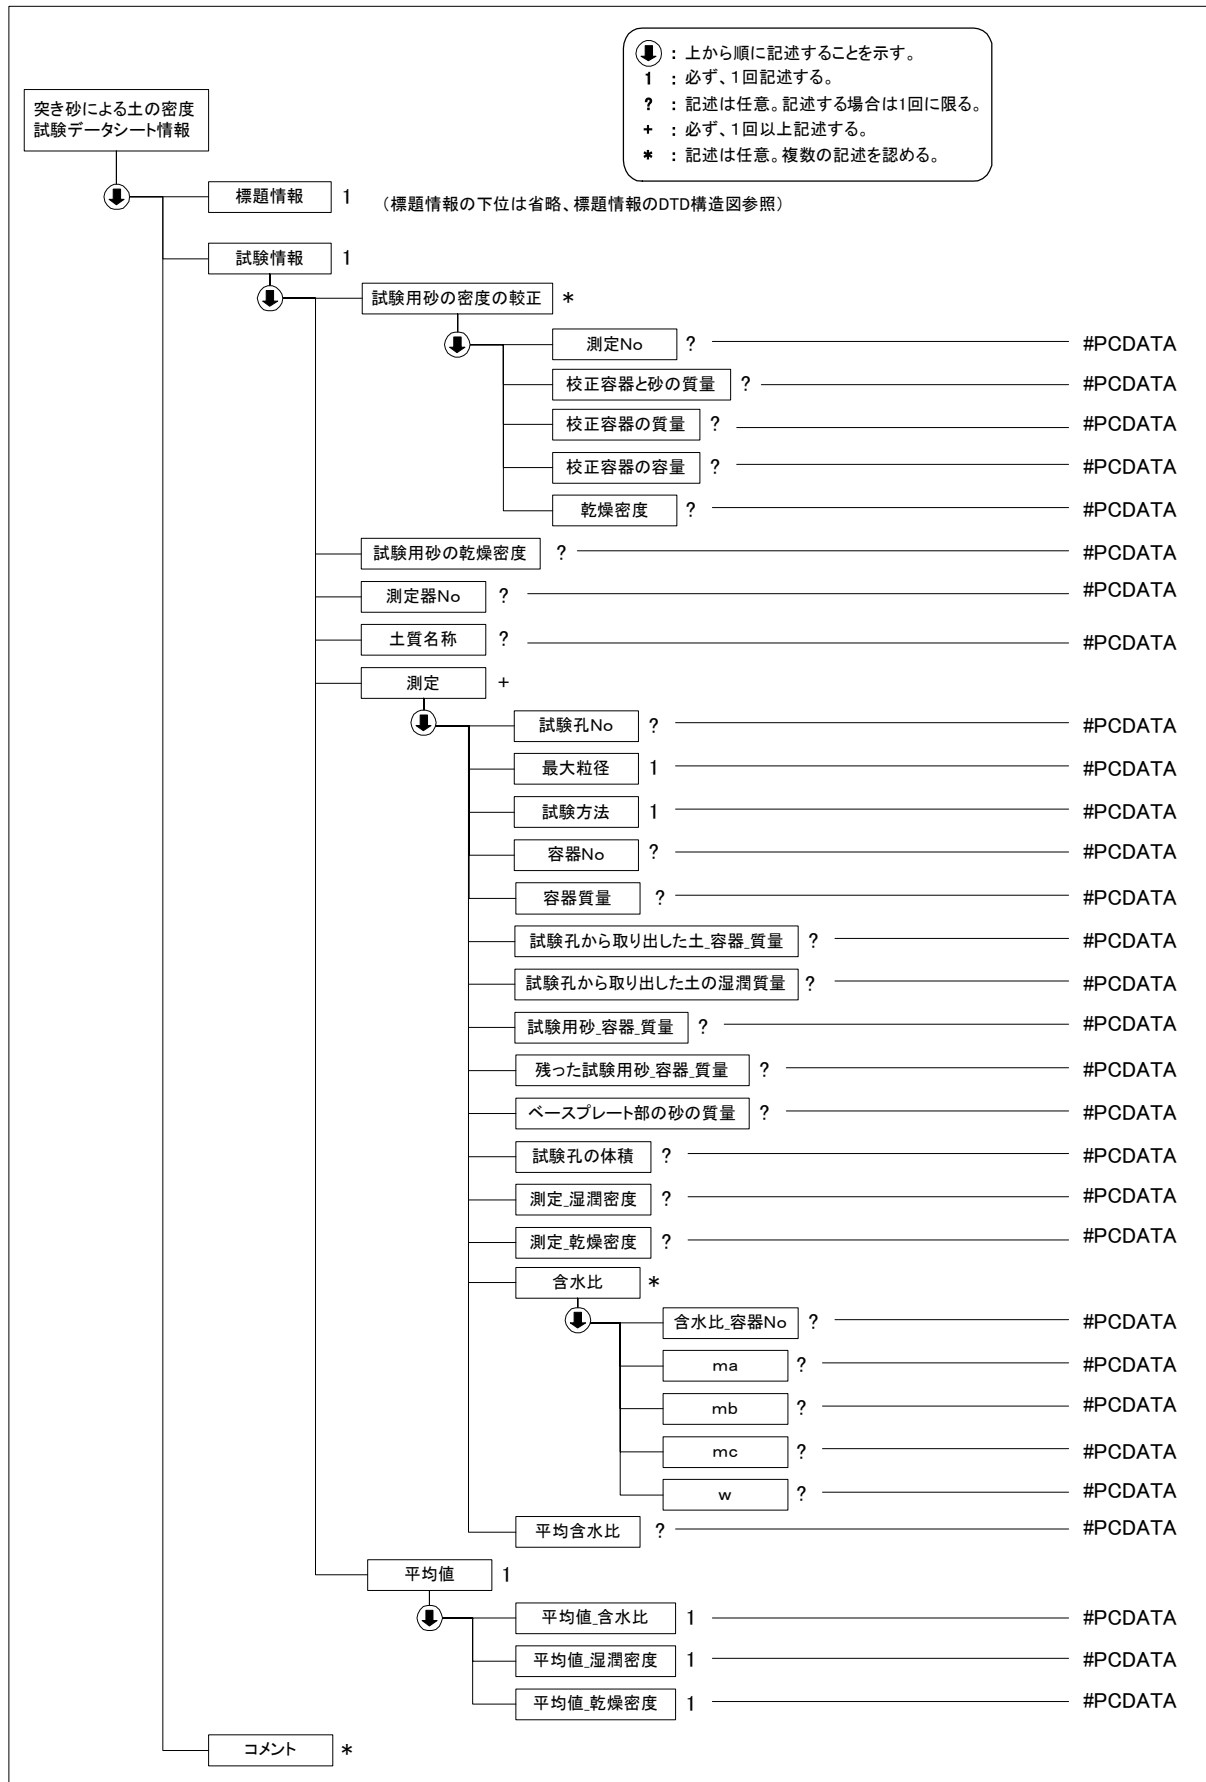 ： 上から順に記述することを示す。
1 ： 必ず、1回記述する。
? ： 記述は任意。記述する場合は1回に限る。
+ ： 必ず、1回以上記述する。
* ： 記述は任意。複数の記述を認める。
突き砂による土の密度
試験データシート情報
標題情報 1 （標題情報の下位は省略、標題情報のDTD構造図参照）
試験情報 1
試験用砂の密度の較正 *
測定No ? #PCDATA
校正容器と砂の質量 ? #PCDATA
校正容器の質量 ? #PCDATA
校正容器の容量 ? #PCDATA
乾燥密度 ? #PCDATA
試験用砂の乾燥密度 ? #PCDATA
測定器No ? #PCDATA
土質名称 ? #PCDATA
測定 +
試験孔No ? #PCDATA
最大粒径 1 #PCDATA
試験方法 1 #PCDATA
容器No ? #PCDATA
容器質量 ? #PCDATA
試験孔から取り出した土_容器_質量 ? #PCDATA
試験孔から取り出した土の湿潤質量 ? #PCDATA
試験用砂_容器_質量 ? #PCDATA
残った試験用砂_容器_質量 ? #PCDATA
ベースプレート部の砂の質量 ? #PCDATA
試験孔の体積 ? #PCDATA
測定_湿潤密度 ? #PCDATA
測定_乾燥密度 ? #PCDATA
含水比 *
含水比_容器No ? #PCDATA
ma ? #PCDATA
mb ? #PCDATA
mc ? #PCDATA
w ? #PCDATA
平均含水比 ? #PCDATA
平均値 1
平均値_含水比 1 #PCDATA
平均値_湿潤密度 1 #PCDATA
平均値_乾燥密度 1 #PCDATA
コメント *